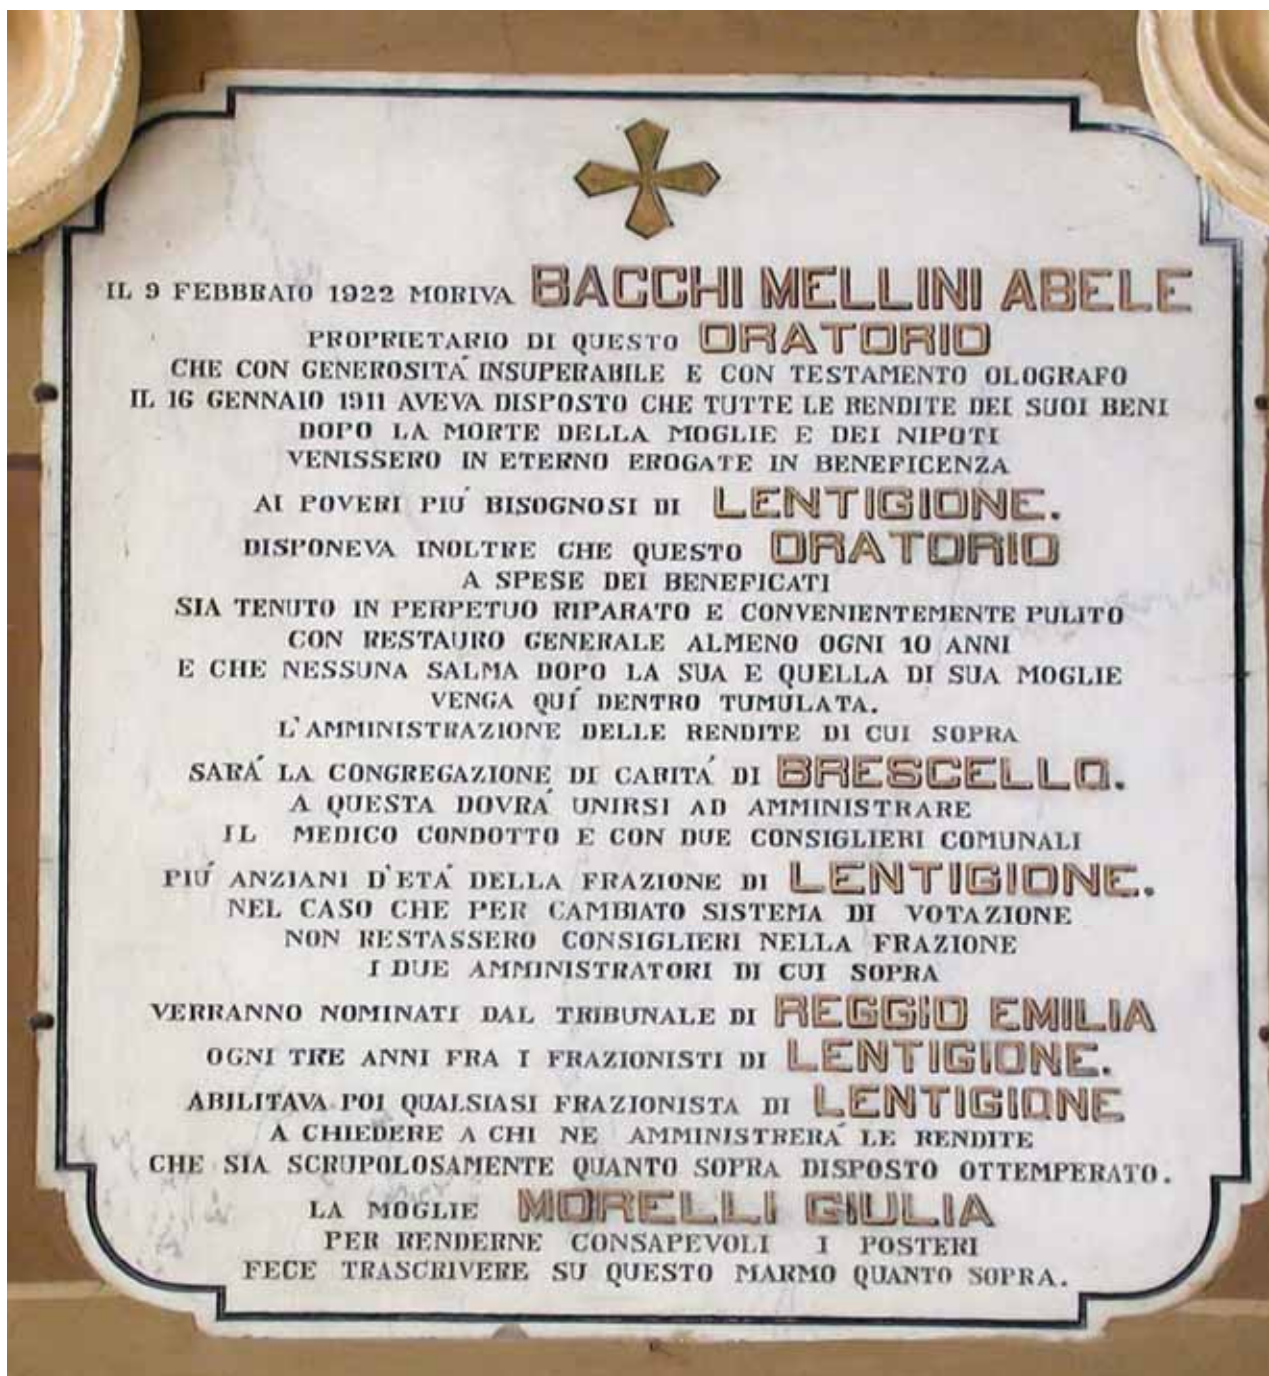 IL 9 FEBBRAIO 1922 MORIVA BACCHI MELLINI ABELE
PROPRIETARIO DI QUESTO ORATORIO
CHE CON GENEROSITÁ INSUPERABILE E CON TESTAMENTO OLOGRAFO
IL 16 GENNAIO 1911 AVEVA DISPOSTO CHE TUTTE LE RENDITE DEI SUOI BENI
DOPO LA MORTE DELLA MOGLIE E DEI NIPOTI
VENISSERO IN ETERNO EROGATE IN BENEFICENZA
AI POVERI PIÚ BISOGNOSI DI LENTIGIONE.
DISPONEVA INOLTRE CHE QUESTO ORATORIO
A SPESE DEI BENEFICATI
SIA TENUTO IN PERPETUO RIPARATO E CONVENIENTEMENTE PULITO
CON RESTAURO GENERALE ALMENO OGNI 10 ANNI
E CHE NESSUNA SALMA DOPO LA SUA E QUELLA DI SUA MOGLIE
VENGA QUÍ DENTRO TUMULATA.
L'AMMINISTRAZIONE DELLE RENDITE DI CUI SOPRA
SARÁ LA CONGREGAZIONE DI CARITÁ DI BRESCELLO.
A QUESTA DOVRÁ UNIRSI AD AMMINISTRARE
IL MEDICO CONDOTTO E CON DUE CONSIGLIERI COMUNALI
PIÚ ANZIANI D'ETÁ DELLA FRAZIONE DI LENTIGIONE.
NEL CASO CHE PER CAMBIATO SISTEMA DI VOTAZIONE
NON RESTASSERO CONSIGLIERI NELLA FRAZIONE
I DUE AMMINISTRATORI DI CUI SOPRA
VERRANNO NOMINATI DAL TRIBUNALE DI REGGIO EMILIA
OGNI TRE ANNI FRA I FRAZIONISTI DI LENTIGIONE.
ABILITAVA POI QUALSIASI FRAZIONISTA DI LENTIGIONE
A CHIEDERE A CHI NE AMMINISTRERÁ LE RENDITE
CHE SIA SCRUPOLOSAMENTE QUANTO SOPRA DISPOSTO OTTEMPERATO.
LA MOGLIE MORELLI GIULIA
PER RENDERNE CONSAPEVOLI I POSTERI
FECE TRASCRIVERE SU QUESTO MARMO QUANTO SOPRA.